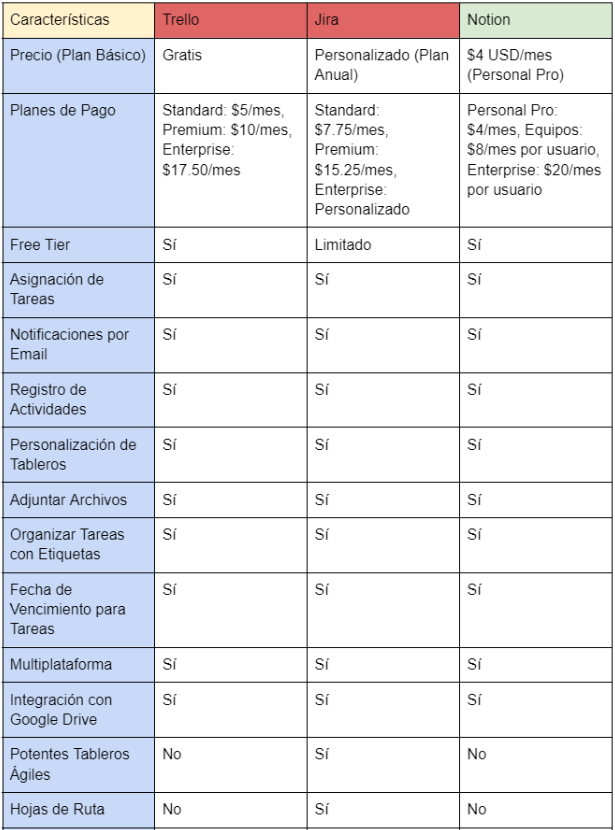 Características Trello Jira Notion
Precio (Plan Básico) Gratis Personalizado (Plan $4 USD/mes
Anual) (Personal Pro)
Planes de Pago Standard: $5/mes, Standard: Personal Pro:
Premium: $10/mes, $7.75/mes, $4/mes, Equipos:
Enterprise: Premium: $8/mes por usuario,
$17.50/mes $15.25/mes, Enterprise: $20/mes
Enterprise: por usuario
Personalizado
Free Tier Sí Limitado Sí
Asignación de Sí Sí Sí
Tareas
Notificaciones por Sí Sí Sí
Email
Registro de Sí Sí Sí
Actividades
Personalización de Sí Sí Sí
Tableros
Adjuntar Archivos Sí Sí Sí
Organizar Tareas Sí Sí Sí
con Etiquetas
Fecha de Sí Sí Sí
Vencimiento para
Tareas
Multiplataforma Sí Sí Sí
Integración con Sí Sí Sí
Google Drive
Potentes Tableros No Sí No
Ágiles
Hojas de Ruta No Sí No